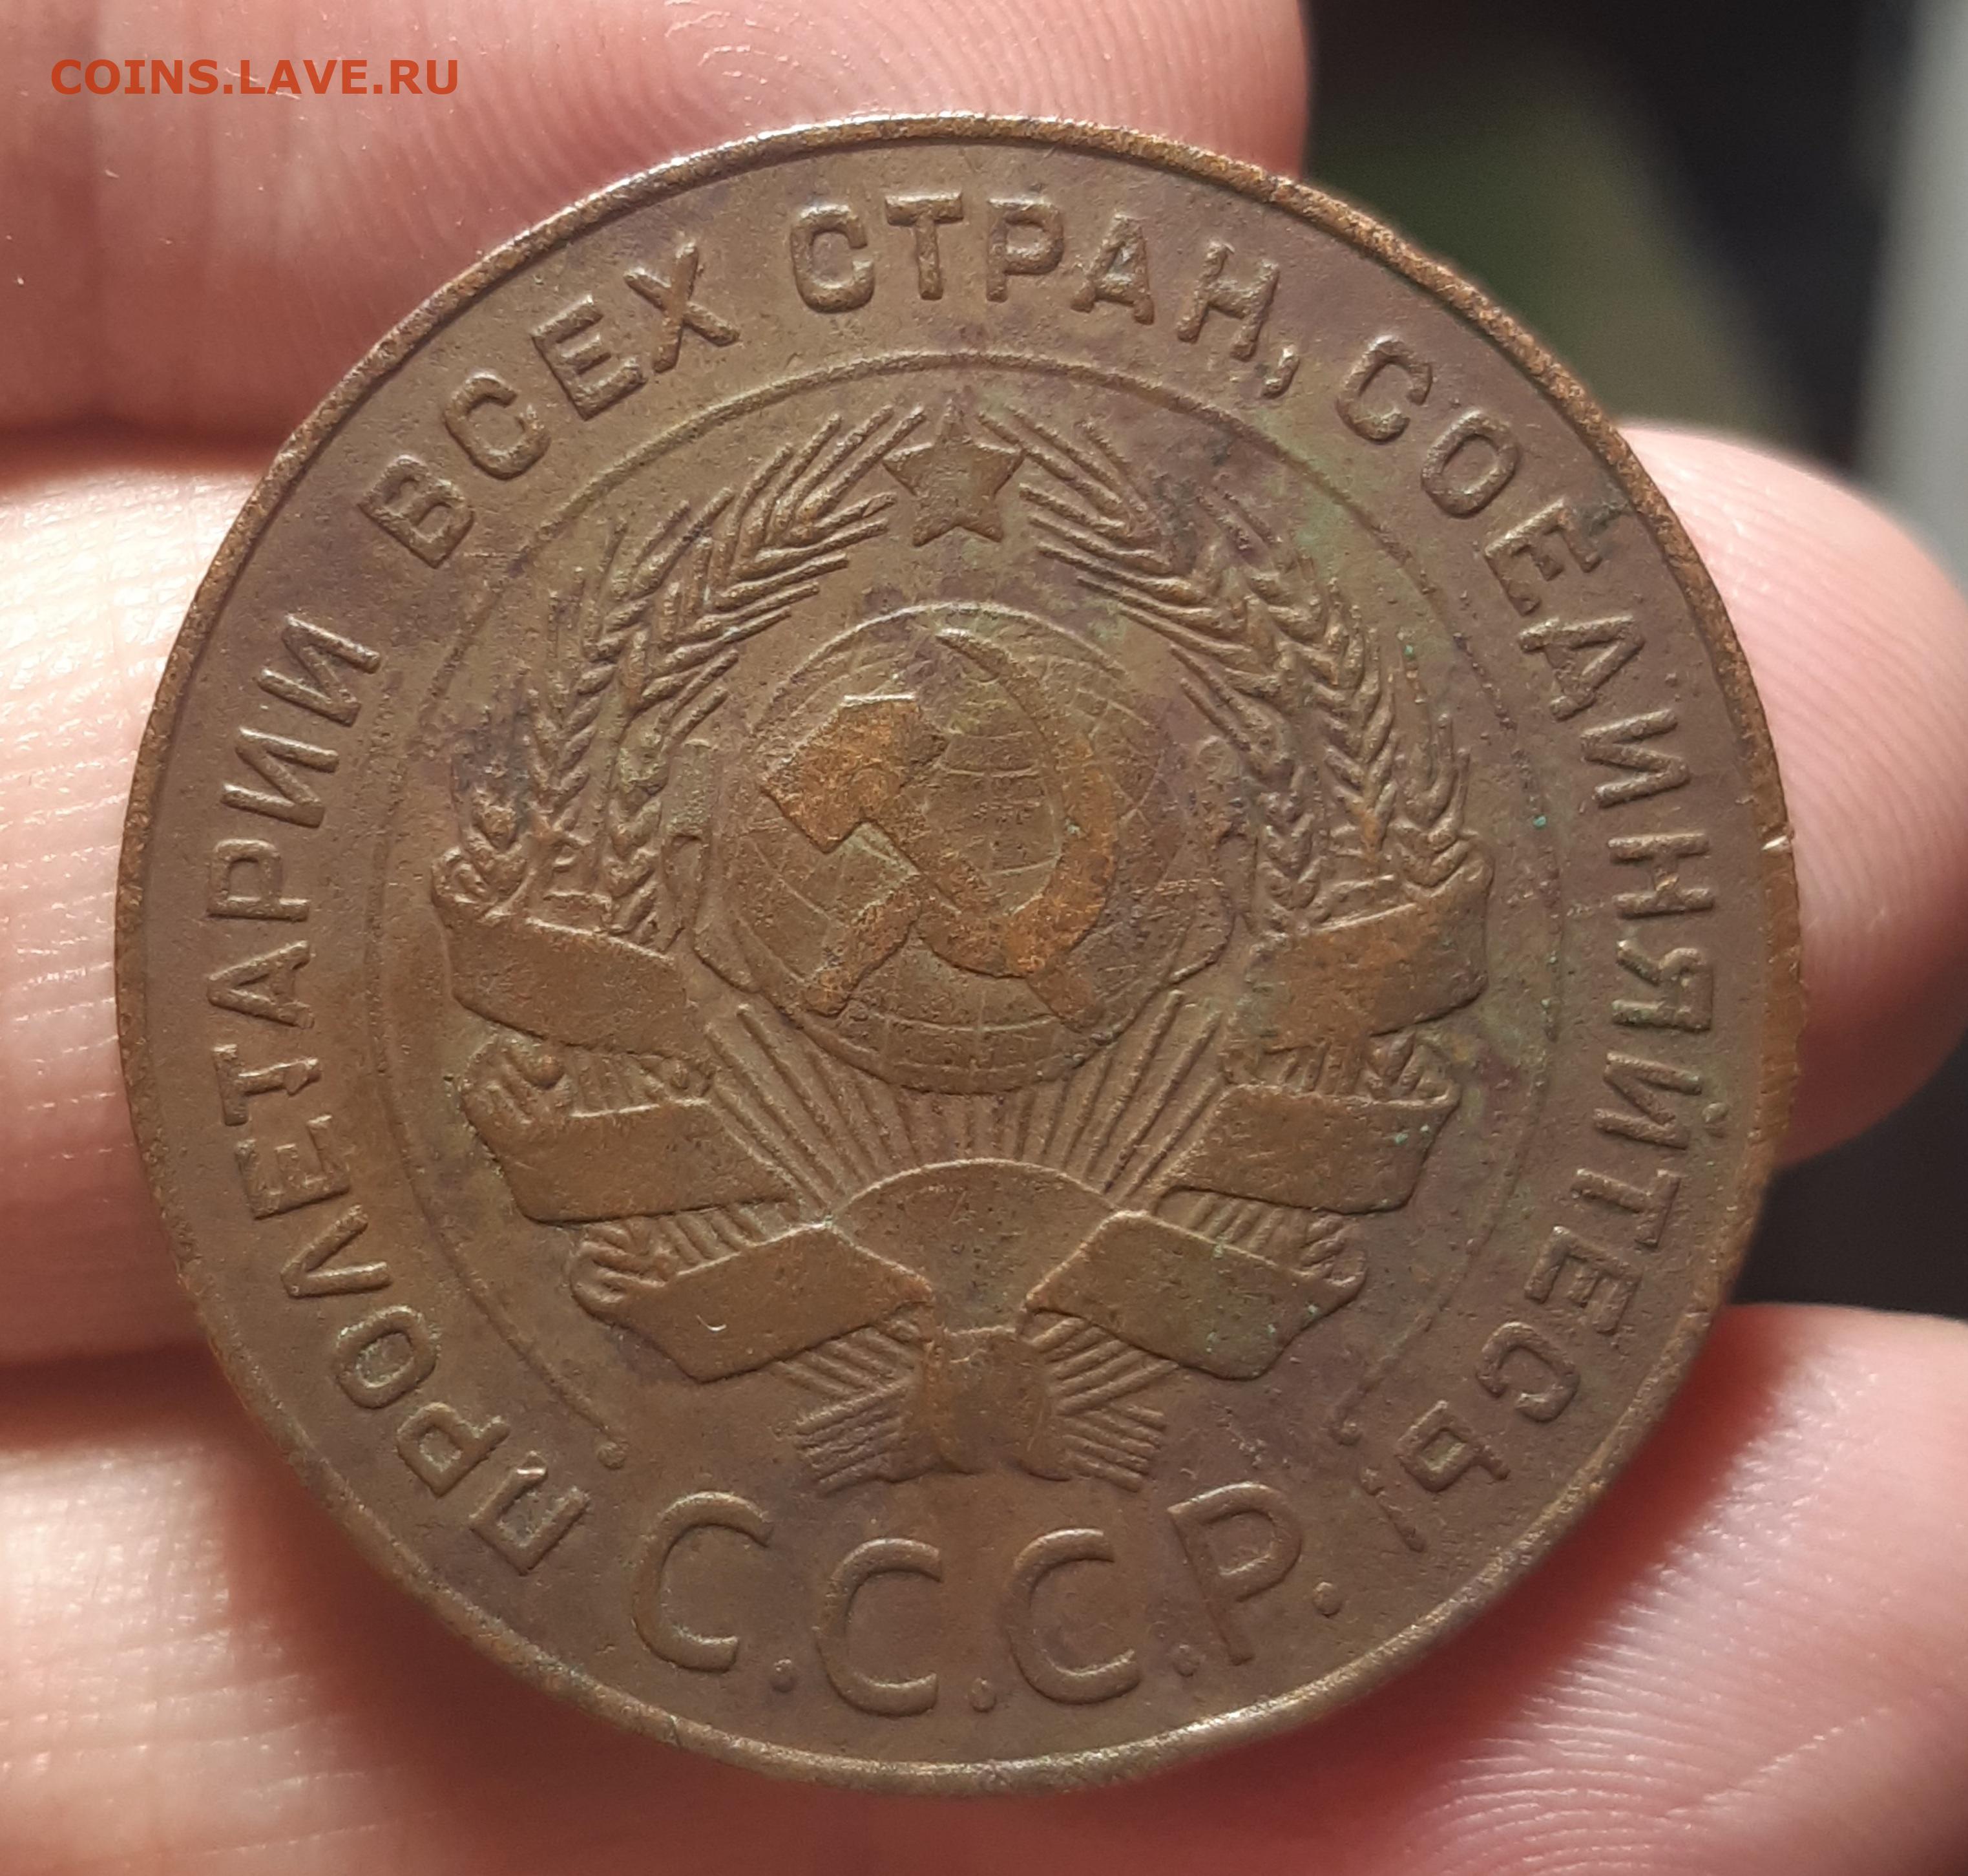 COINS.LAVE.RU
ПРОЛЕТАРИИ ВСЕХ СТРАН, СОЕДИНЯЙТЕСЬ!
С.С.С.Р.